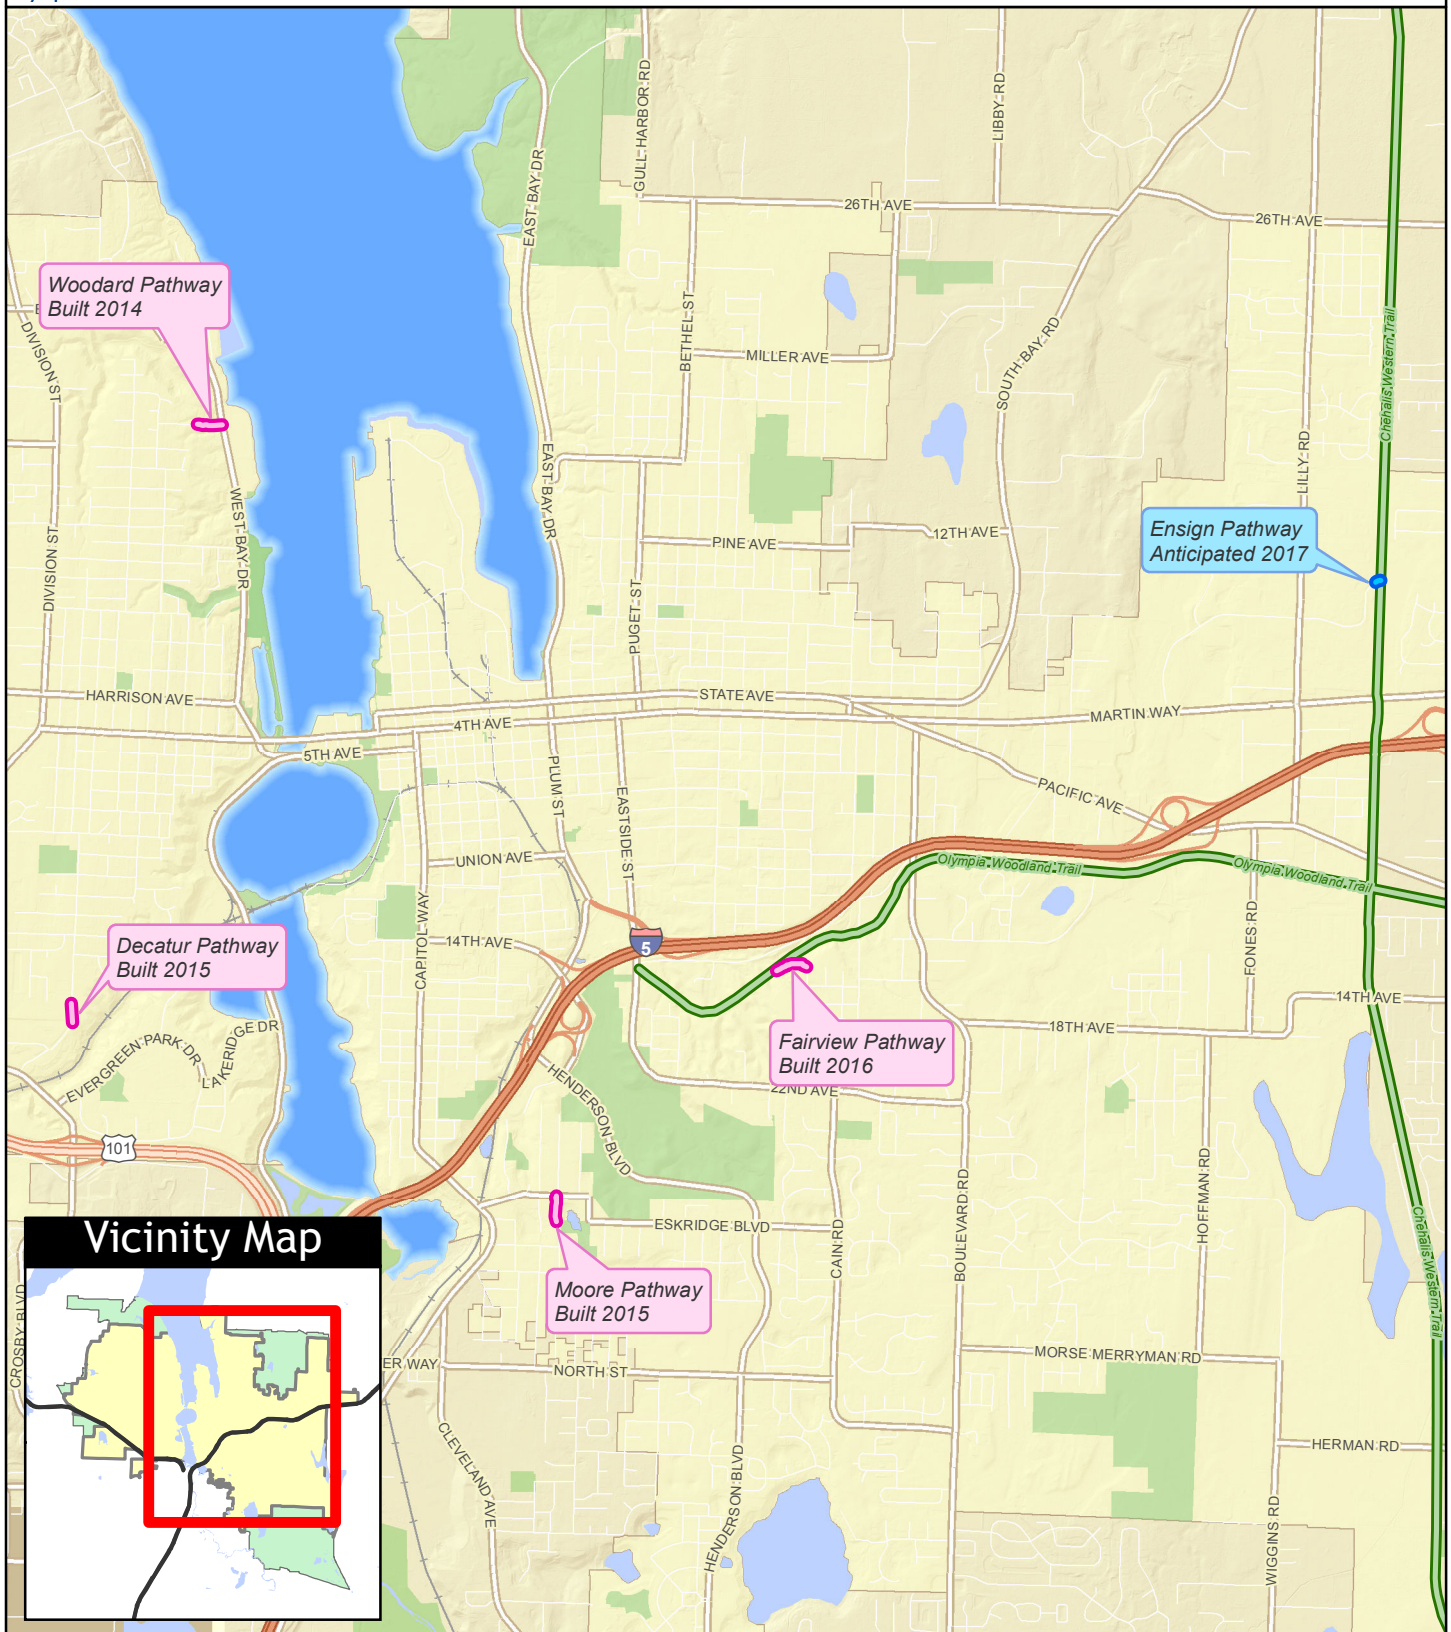 GULL HARBOR RD
LIBBY RD
EAST BAY DR
26TH AVE
26TH AVE
Woodard Pathway
Built 2014
DIVISION ST
BETHEL ST
MILLER AVE
SOUTH BAY RD
Chehalis Western Trail
EAST BAY DR
LILLY RD
WEST BAY DR
DIVISION ST
PINE AVE
12TH AVE
Ensign Pathway
Anticipated 2017
PUGET ST
HARRISON AVE
STATE AVE
4TH AVE
MARTIN WAY
5TH AVE
PLUM ST
EASTSIDE ST
PACIFIC AVE
UNION AVE
Olympia Woodland Trail
Olympia Woodland Trail
CAPITOL WAY
14TH AVE
5
FONES RD
Decatur Pathway
Built 2015
14TH AVE
18TH AVE
Fairview Pathway
Built 2016
EVERGREEN PARK DR
LAKERIDGE DR
HENDERSON BLVD
22ND AVE
101
HOFFMAN RD
BOULEVARD RD
CAIN RD
ESKRIDGE BLVD
Chehalis Western Trail
Vicinity Map
Moore Pathway
Built 2015
CROSBY BLVD
ER WAY
NORTH ST
MORSE MERRYMAN RD
CLEVELAND AVE
HENDERSON BLVD
HERMAN RD
WIGGINS RD